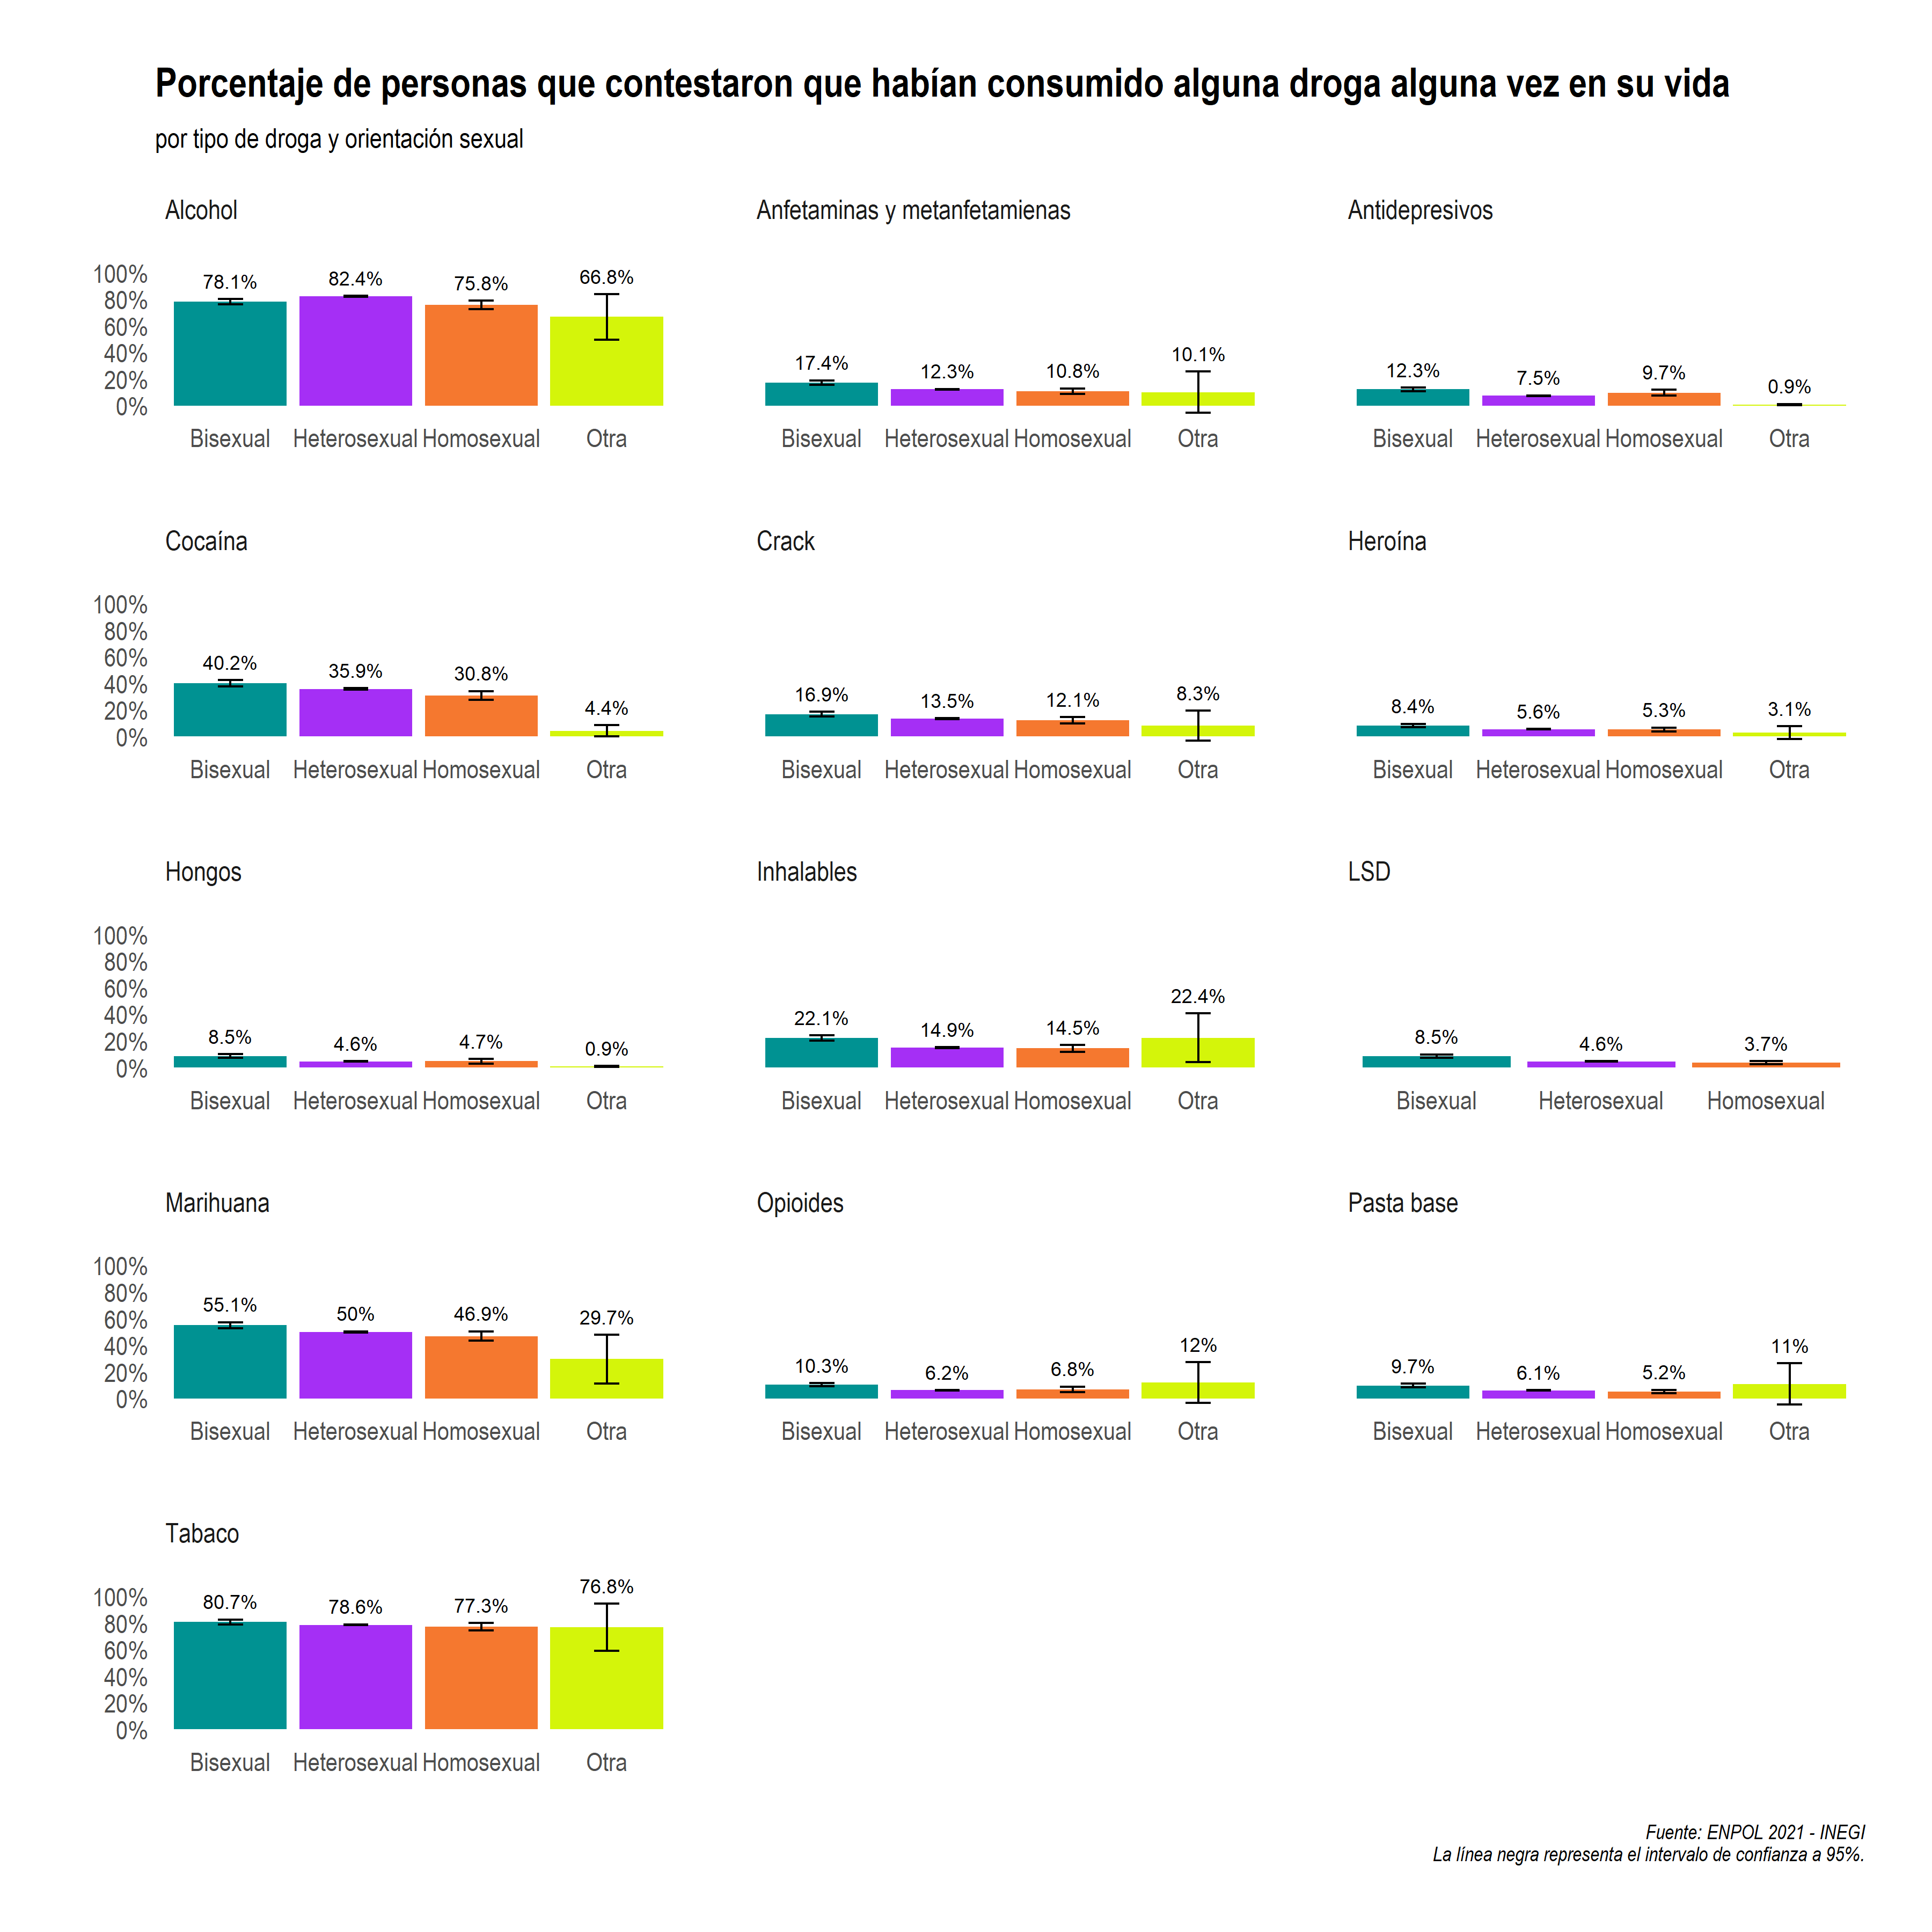 Porcentaje de personas que contestaron que habían consumido alguna droga alguna vez en su vida
por tipo de droga y orientación sexual
Alcohol
100%
80%
60%
40%
20%
0%
78.1%
82.4%
75.8%
66.8%
Bisexual
Heterosexual
Homosexual
Otra
Anfetaminas y metanfetamienas
17.4%
12.3%
10.8%
10.1%
Bisexual
Heterosexual
Homosexual
Otra
Antidepresivos
12.3%
7.5%
9.7%
0.9%
Bisexual
Heterosexual
Homosexual
Otra
Cocaína
100%
80%
60%
40%
20%
0%
40.2%
35.9%
30.8%
4.4%
Bisexual
Heterosexual
Homosexual
Otra
Crack
16.9%
13.5%
12.1%
8.3%
Bisexual
Heterosexual
Homosexual
Otra
Heroína
8.4%
5.6%
5.3%
3.1%
Bisexual
Heterosexual
Homosexual
Otra
Hongos
100%
80%
60%
40%
20%
0%
8.5%
4.6%
4.7%
0.9%
Bisexual
Heterosexual
Homosexual
Otra
Inhalables
22.1%
14.9%
14.5%
22.4%
Bisexual
Heterosexual
Homosexual
Otra
LSD
8.5%
4.6%
3.7%
Bisexual
Heterosexual
Homosexual
Marihuana
100%
80%
60%
40%
20%
0%
55.1%
50%
46.9%
29.7%
Bisexual
Heterosexual
Homosexual
Otra
Opioides
10.3%
6.2%
6.8%
12%
Bisexual
Heterosexual
Homosexual
Otra
Pasta base
9.7%
6.1%
5.2%
11%
Bisexual
Heterosexual
Homosexual
Otra
Tabaco
100%
80%
60%
40%
20%
0%
80.7%
78.6%
77.3%
76.8%
Bisexual
Heterosexual
Homosexual
Otra
Fuente: ENPOL 2021 - INEGI
La línea negra representa el intervalo de confianza a 95%.